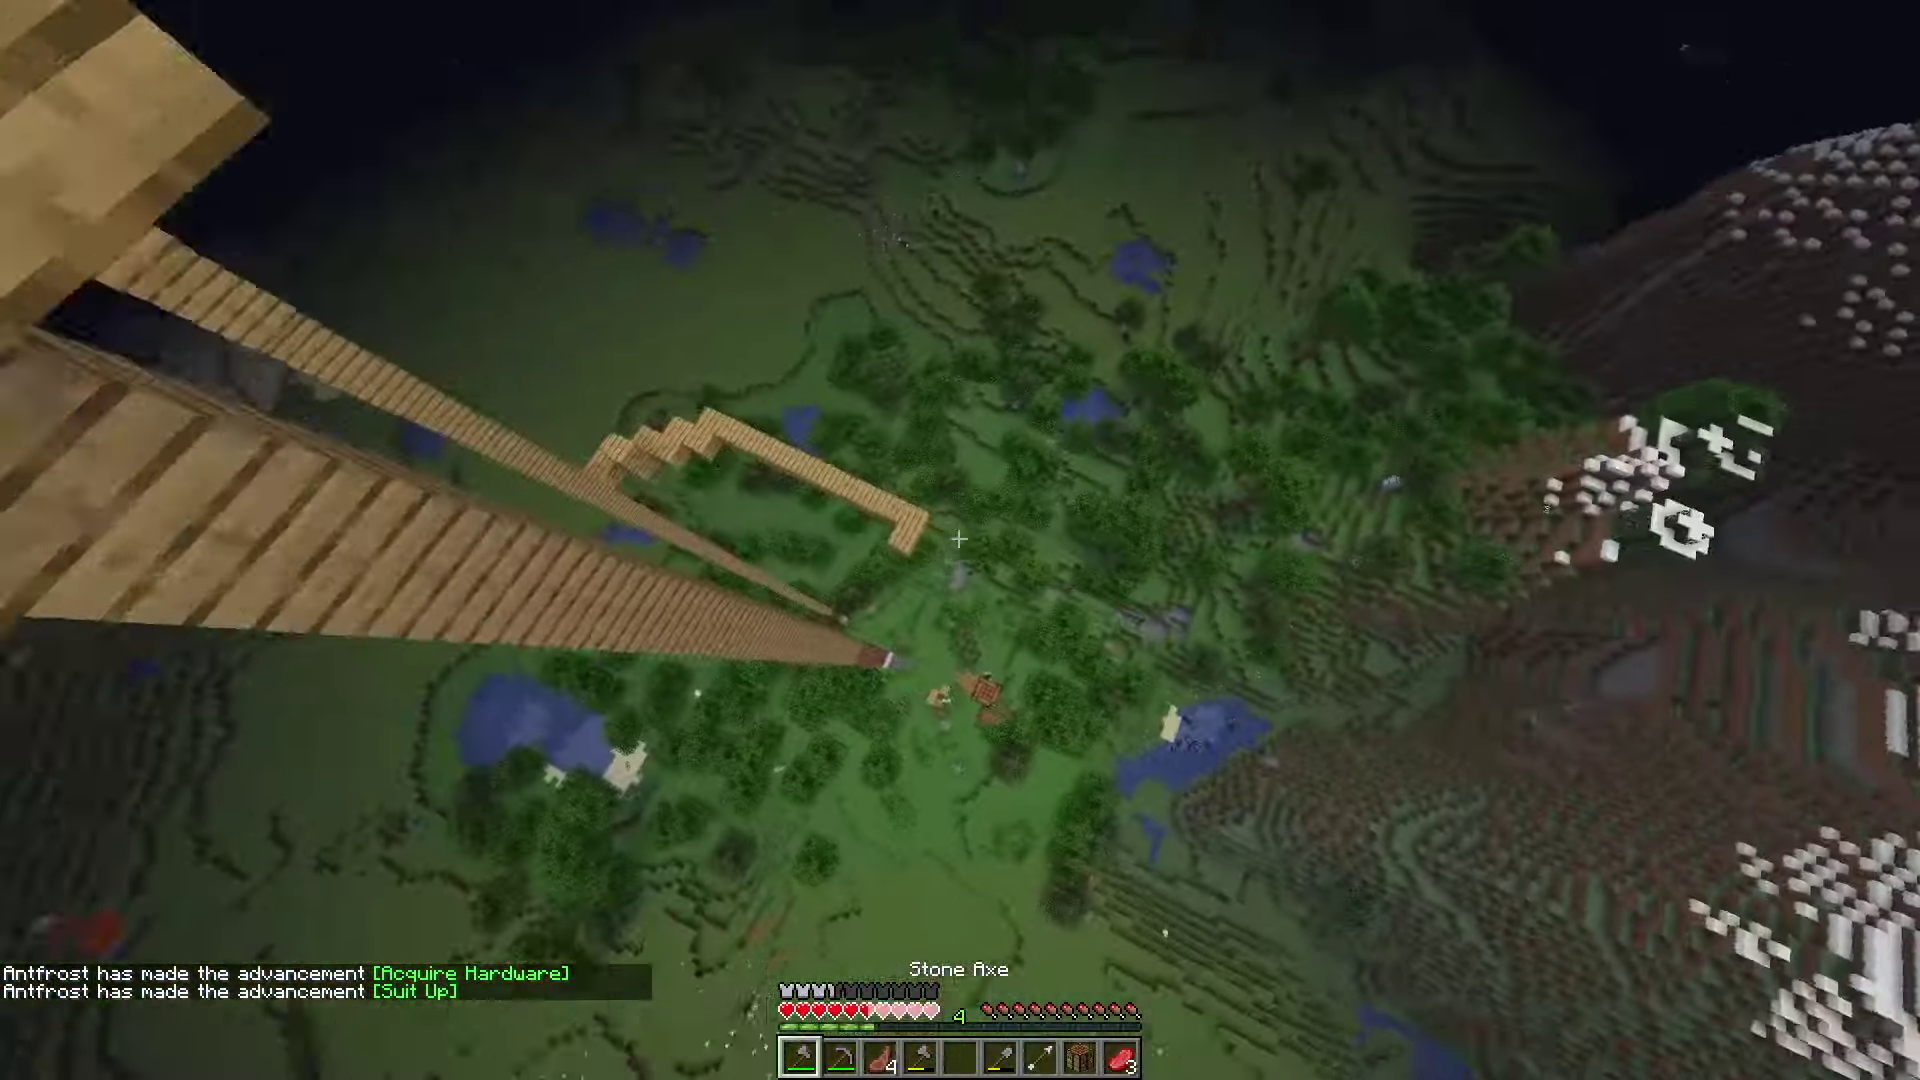 Antfrost has made the advancement [Acquire Hardware]
Antfrost has made the advancement [Suit Up]
Stone Axe
4
4
3